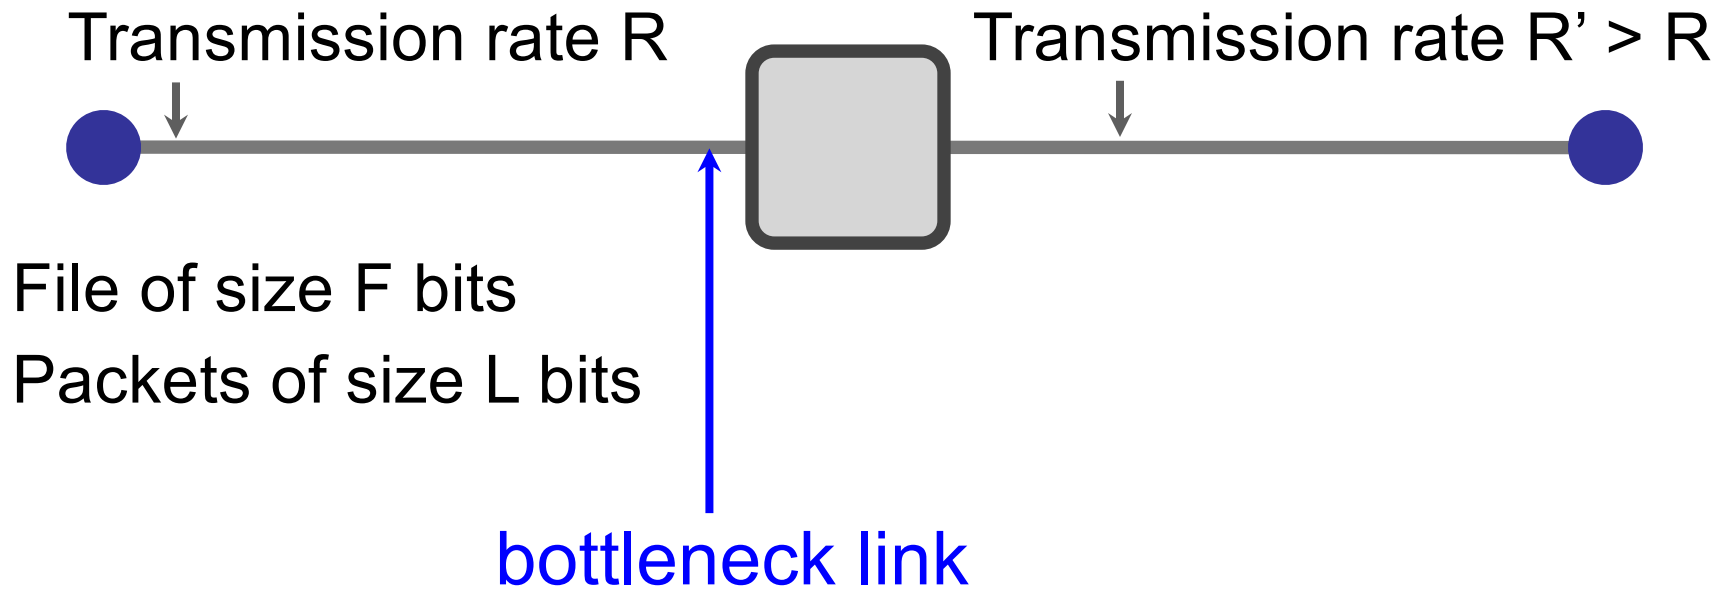 Transmission rate R
Transmission rate R’ > R
File of size F bits
Packets of size L bits
bottleneck link